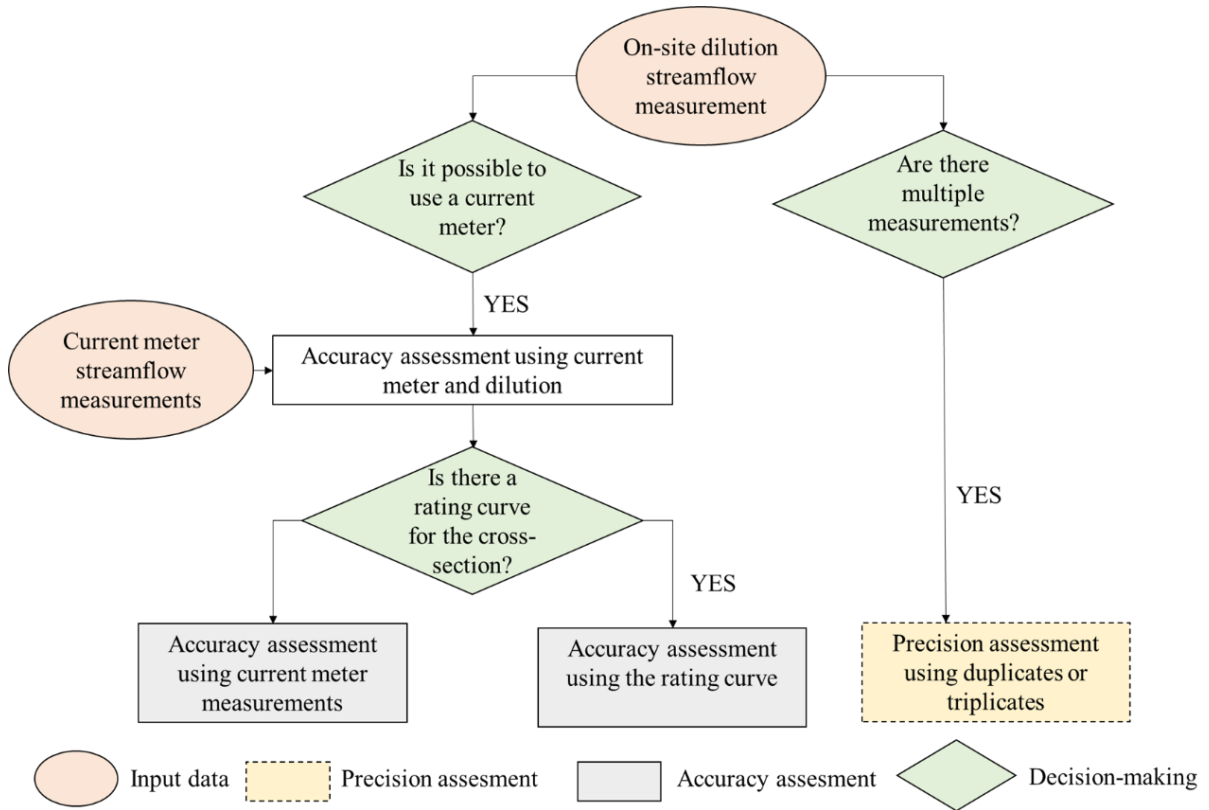 On-site dilution
streamflow
measurement
Is it possible to
use a current
meter?
Are there
multiple
measurements?
YES
Current meter
streamflow
measurements
Accuracy assessment using current
meter and dilution
Is there a
rating curve
for the cross-
section?
YES
YES
Accuracy assessment
using current meter
measurements
Accuracy assessment
using the rating curve
Precision assessment
using duplicates or
triplicates
Input data
Precision assesment
Accuracy assesment
Decision-making